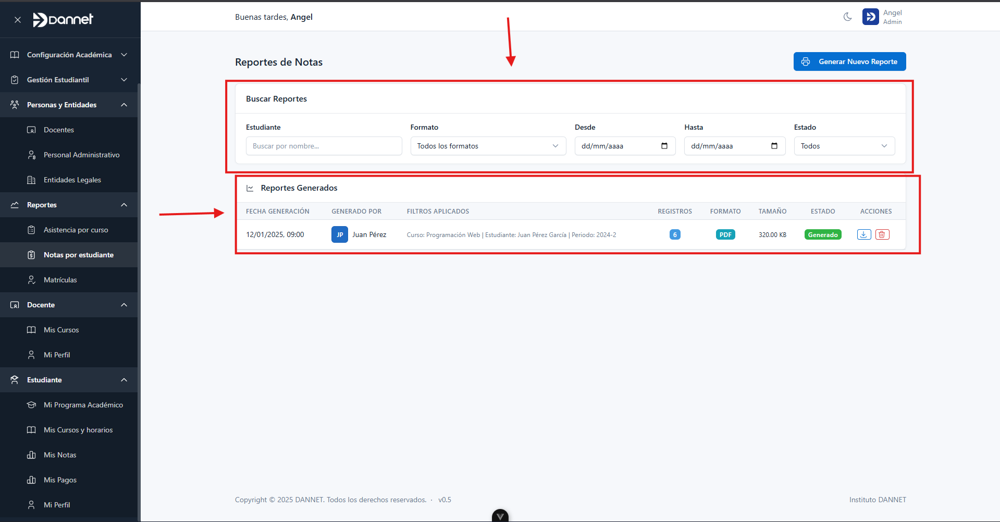 Dannet
Configuración Académica
Gestión Estudiantil
Personas y Entidades
Docentes
Personal Administrativo
Entidades Legales
Reportes
Asistencia por curso
Notas por estudiante
Matrículas
Docente
Mis Cursos
Mi Perfil
Estudiante
Mi Programa Académico
Mis Cursos y horarios
Mis Notas
Mis Pagos
Mi Perfil
Buenas tardes, Angel
Angel
Admin
Reportes de Notas
Generar Nuevo Reporte
Buscar Reportes
Estudiante Formato Desde Hasta Estado
Buscar por nombre... Todos los formatos dd/mm/aaaa dd/mm/aaaa Todos
Reportes Generados
FECHA GENERACIÓN GENERADO POR FILTROS APLICADOS REGISTROS FORMATO TAMAÑO ESTADO ACCIONES
12/01/2025, 09:00 JP Juan Pérez Curso: Programación Web | Estudiante: Juan Pérez García | Periodo: 2024-2 6 PDF 320.00 KB Generado
Copyright © 2025 DANNET. Todos los derechos reservados. · v0.5
Instituto DANNET